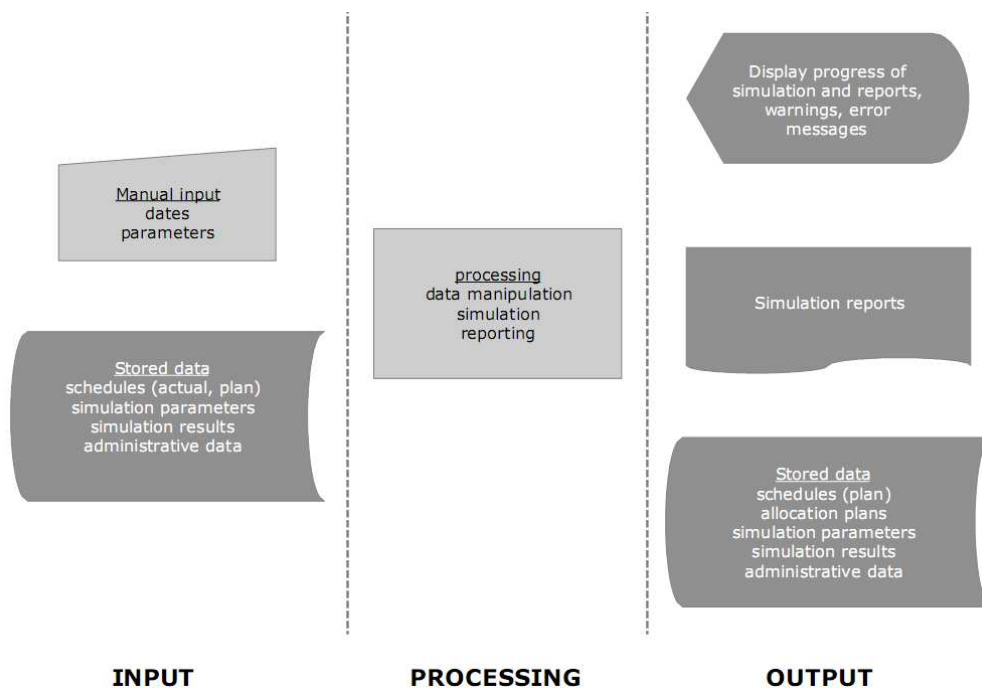 Manual input
dates
parameters
Stored data
schedules (actual, plan)
simulation parameters
simulation results
administrative data
INPUT
processing
data manipulation
simulation
reporting
PROCESSING
Display progress of
simulation and reports,
warnings, error
messages
Simulation reports
Stored data
schedules (plan)
allocation plans
simulation parameters
simulation results
administrative data
OUTPUT